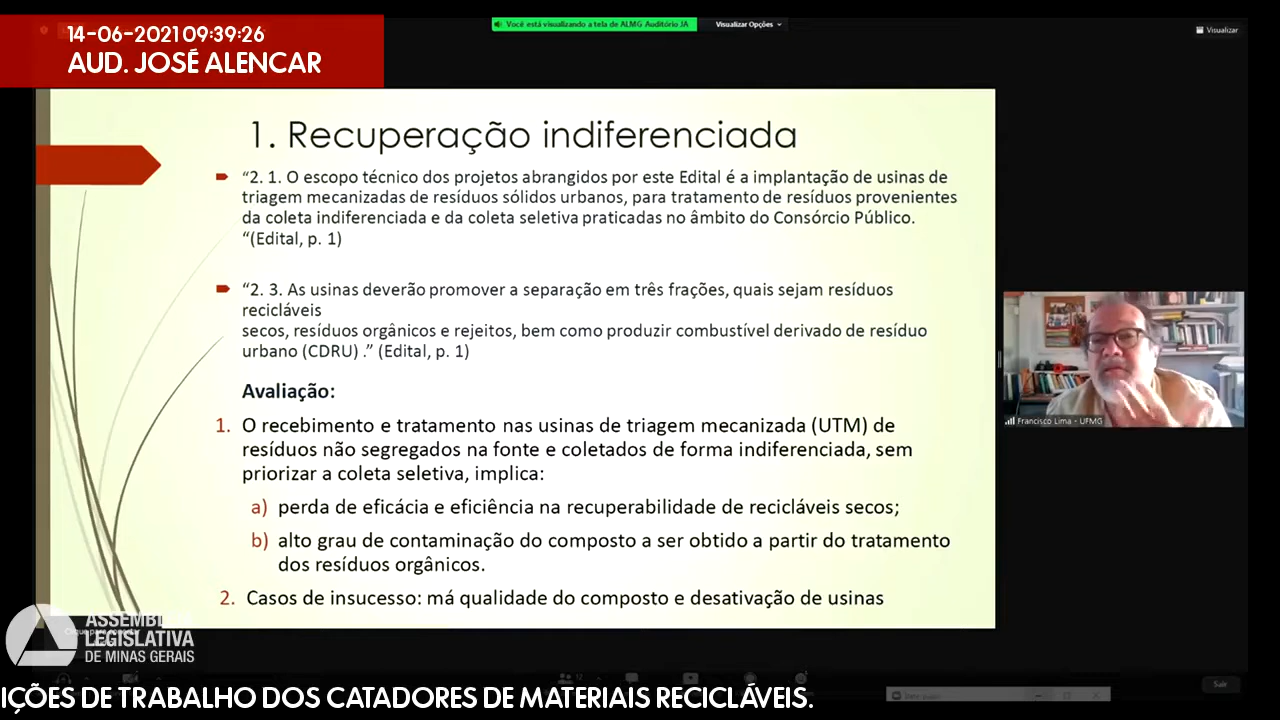 14-06-2021 09:39:26
AUD. JOSÉ ALENCAR
Você está visualizando a tela de ALMG Auditório JA
Visualizar Opções
Visualizar
1. Recuperação indiferenciada
“2. 1. O escopo técnico dos projetos abrangidos por este Edital é a implantação de usinas de
triagem mecanizadas de resíduos sólidos urbanos, para tratamento de resíduos provenientes
da coleta indiferenciada e da coleta seletiva praticadas no âmbito do Consórcio Público.
“(Edital, p. 1)
“2. 3. As usinas deverão promover a separação em três frações, quais sejam resíduos
recicláveis
secos, resíduos orgânicos e rejeitos, bem como produzir combustível derivado de resíduo
urbano (CDRU) .” (Edital, p. 1)
Avaliação:
1. O recebimento e tratamento nas usinas de triagem mecanizada (UTM) de
resíduos não segregados na fonte e coletados de forma indiferenciada, sem
priorizar a coleta seletiva, implica:
a) perda de eficácia e eficiência na recuperabilidade de recicláveis secos;
b) alto grau de contaminação do composto a ser obtido a partir do tratamento
dos resíduos orgânicos.
2. Casos de insucesso: má qualidade do composto e desativação de usinas
Francisco Lima - UFMG
ASSEMBLEIA
LEGISLATIVA
DE MINAS GERAIS
Sair
IÇÕES DE TRABALHO DOS CATADORES DE MATERIAIS RECICLÁVEIS.